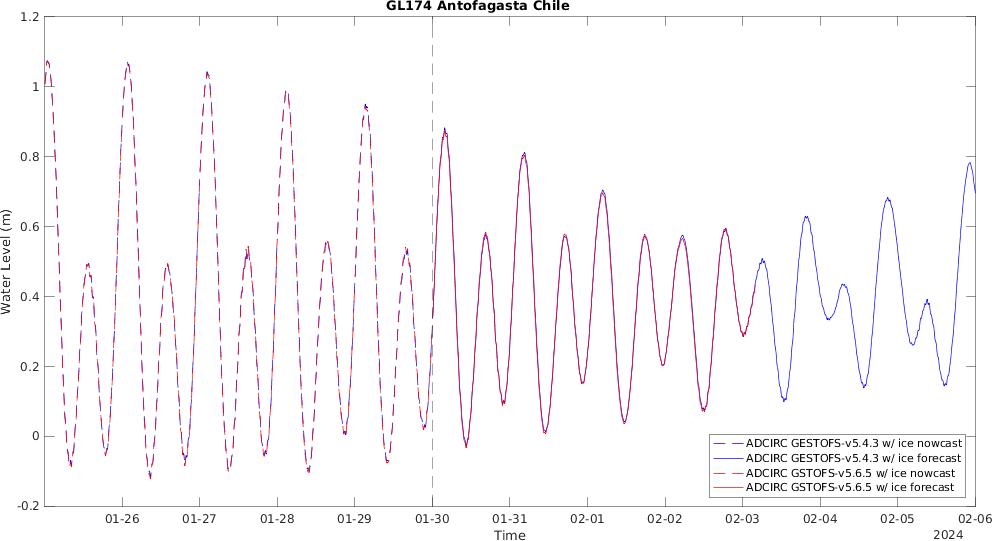 GL174 Antofagasta Chile
1.2
1
0.8
0.6
0.4
0.2
0
-0.2
Water Level (m)
01-26 01-27 01-28 01-29 01-30 01-31 02-01 02-02 02-03 02-04 02-05 02-06
Time
2024
ADCIRC GESTOFS-v5.4.3 w/ ice nowcast
ADCIRC GESTOFS-v5.4.3 w/ ice forecast
ADCIRC GSTOFS-v5.6.5 w/ ice nowcast
ADCIRC GSTOFS-v5.6.5 w/ ice forecast